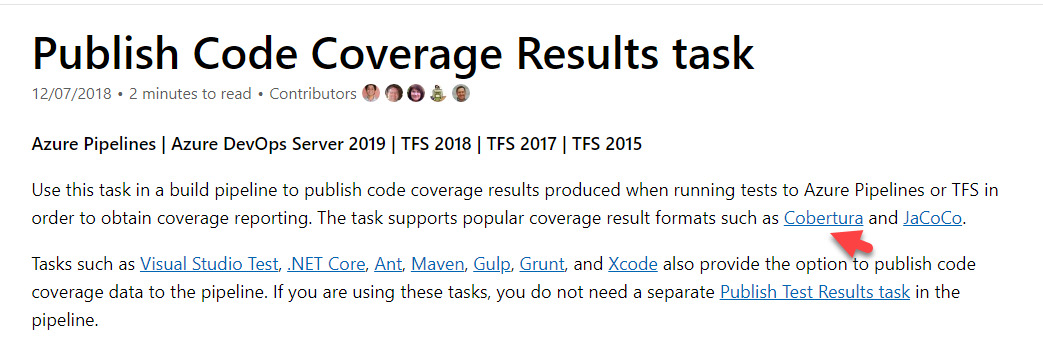 Publish Code Coverage Results task
12/07/2018 • 2 minutes to read • Contributors
Azure Pipelines | Azure DevOps Server 2019 | TFS 2018 | TFS 2017 | TFS 2015
Use this task in a build pipeline to publish code coverage results produced when running tests to Azure Pipelines or TFS in
order to obtain coverage reporting. The task supports popular coverage result formats such as Cobertura and JaCoCo.
Tasks such as Visual Studio Test, .NET Core, Ant, Maven, Gulp, Grunt, and Xcode also provide the option to publish code
coverage data to the pipeline. If you are using these tasks, you do not need a separate Publish Test Results task in the
pipeline.